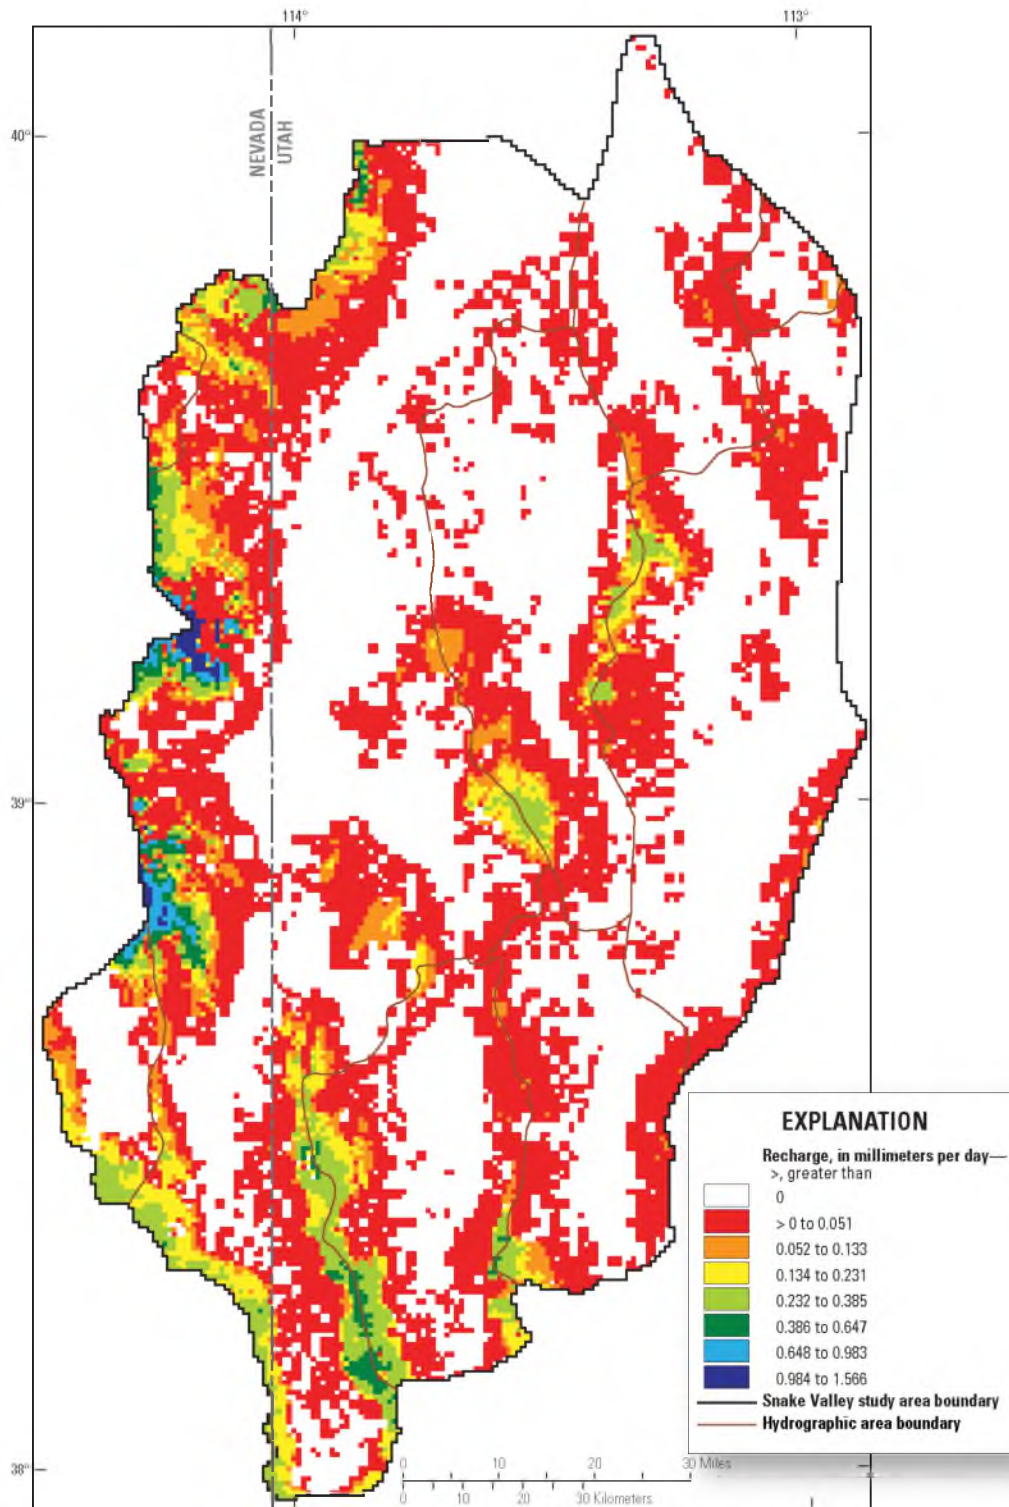 114°
113°
40°
NEVADA
UTAH
39°
EXPLANATION
Recharge, in millimeters per day—
>, greater than
0
> 0 to 0.051
0.052 to 0.133
0.134 to 0.231
0.232 to 0.385
0.386 to 0.647
0.648 to 0.983
0.984 to 1.566
Snake Valley study area boundary
Hydrographic area boundary
38°
0 10 20 30 Miles
0 10 20 30 Kilometers